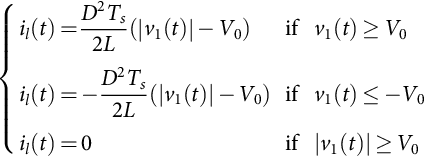 i_l(t) = \frac{D^2 T_s}{2L}(|v_1(t)| − V_0) if v_1(t) ≥ V_0
i_l(t) = −\frac{D^2 T_s}{2L}(|v_1(t)| − V_0) if v_1(t) ≤ −V_0
i_l(t) = 0 if |v_1(t)| ≥ V_0